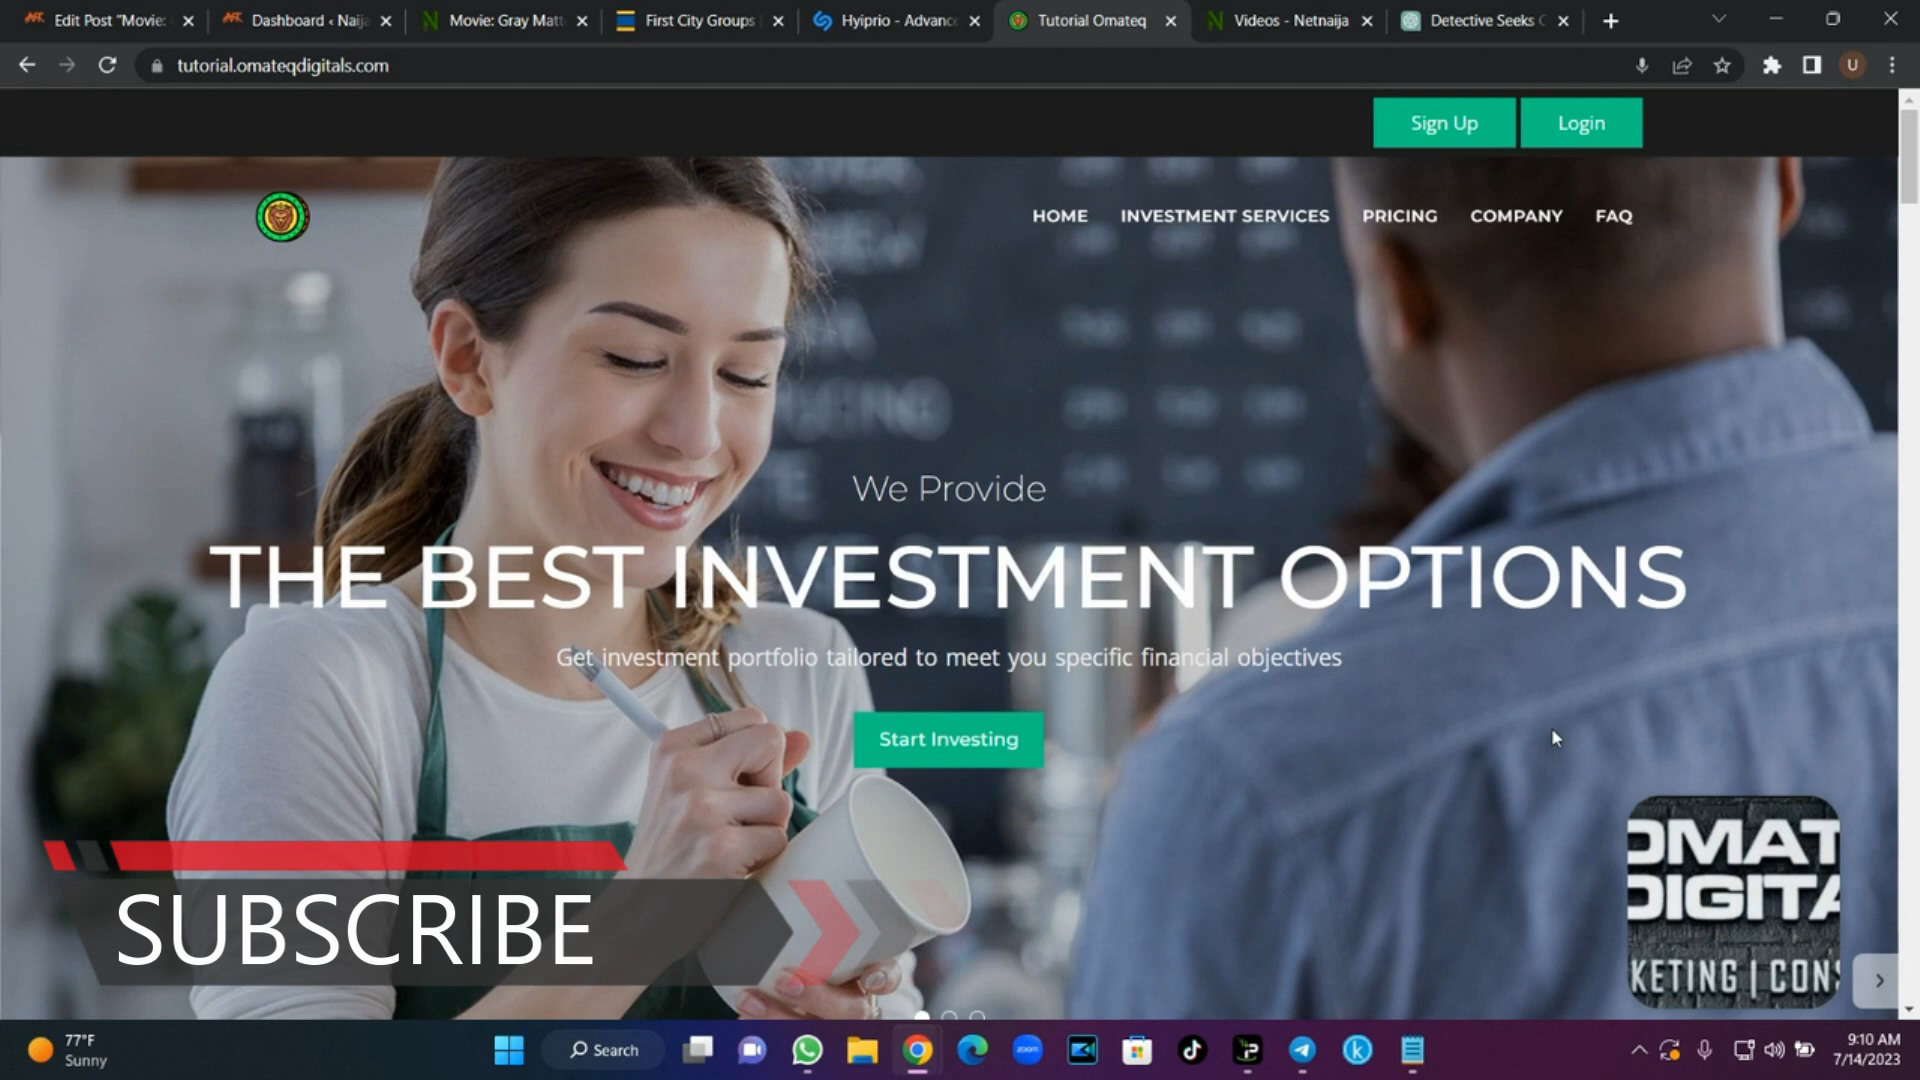 Edit Post "Movie:
Dashboard ‹ Naija
Movie: Gray Matt
First City Groups
Hyiprio - Advanc
Tutorial Omateq
Videos - Netnaija
Detective Seeks
tutorial.omateqdigitals.com
U
Sign Up
Login
HOME
INVESTMENT SERVICES
PRICING
COMPANY
FAQ
We Provide
THE BEST INVESTMENT OPTIONS
Get investment portfolio tailored to meet you specific financial objectives
Start Investing
SUBSCRIBE
OMAT
DIGITA
KETING | CONS
77°F
Sunny
Search
zoom
9:10 AM
7/14/2023